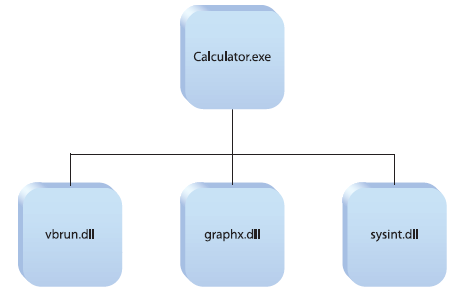 Calculator.exe
vbrun.dll
graphx.dll
sysint.dll